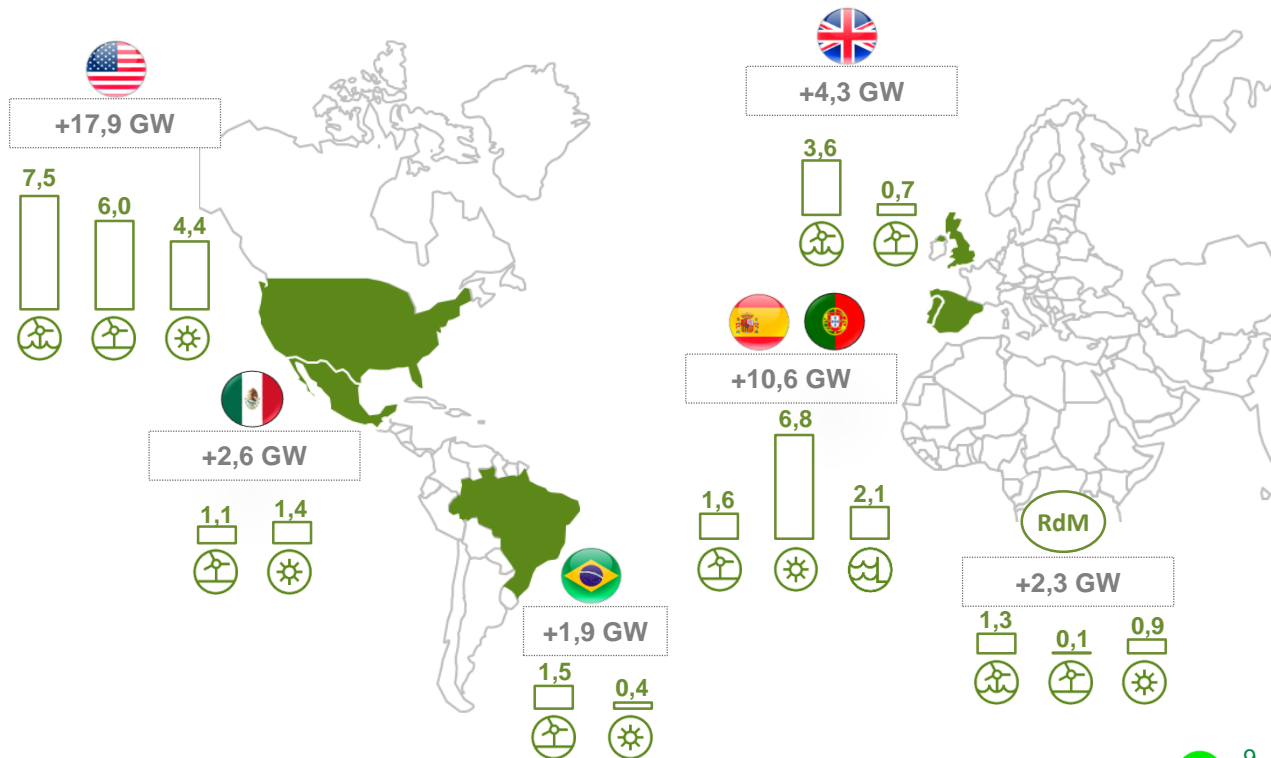 +17,9 GW
7,5
6,0
4,4
+2,6 GW
1,1
1,4
+1,9 GW
1,5
0,4
+4,3 GW
3,6
0,7
+10,6 GW
1,6
6,8
2,1
RdM
+2,3 GW
1,3
0,1
0,9
9